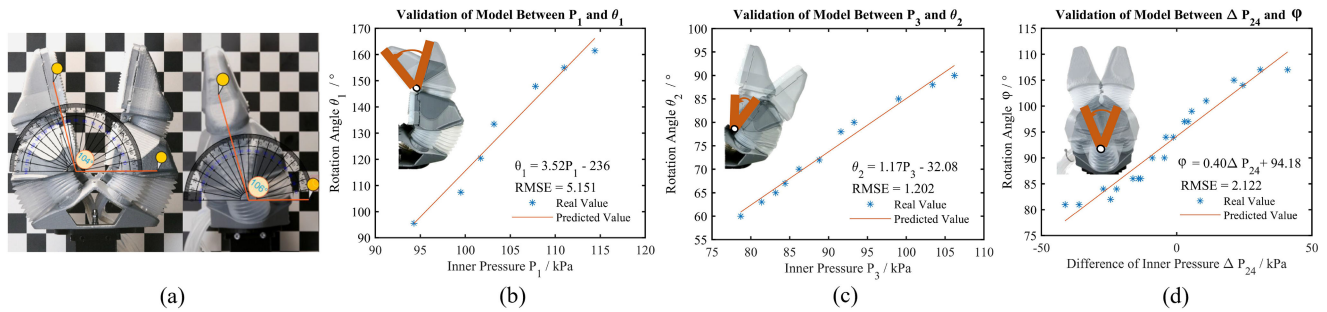 104°
106°
(a)
Validation of Model Between P1 and θ1
170
160
150
140
130
120
110
100
90
Rotation Angle θ1 / °
θ1 = 3.52P1 - 236
RMSE = 5.151
Real Value
Predicted Value
90 95 100 105 110 115 120
Inner Pressure P1 / kPa
(b)
Validation of Model Between P3 and θ2
100
95
90
85
80
75
70
65
60
55
Rotation Angle θ2 / °
θ2 = 1.17P3 - 32.08
RMSE = 1.202
Real Value
Predicted Value
75 80 85 90 95 100 105 110
Inner Pressure P3 / kPa
(c)
Validation of Model Between Δ P24 and φ
115
110
105
100
95
90
85
80
75
Rotation Angle φ / °
φ = 0.40Δ P24 + 94.18
RMSE = 2.122
Real Value
Predicted Value
-50 0 50
Difference of Inner Pressure Δ P24 / kPa
(d)